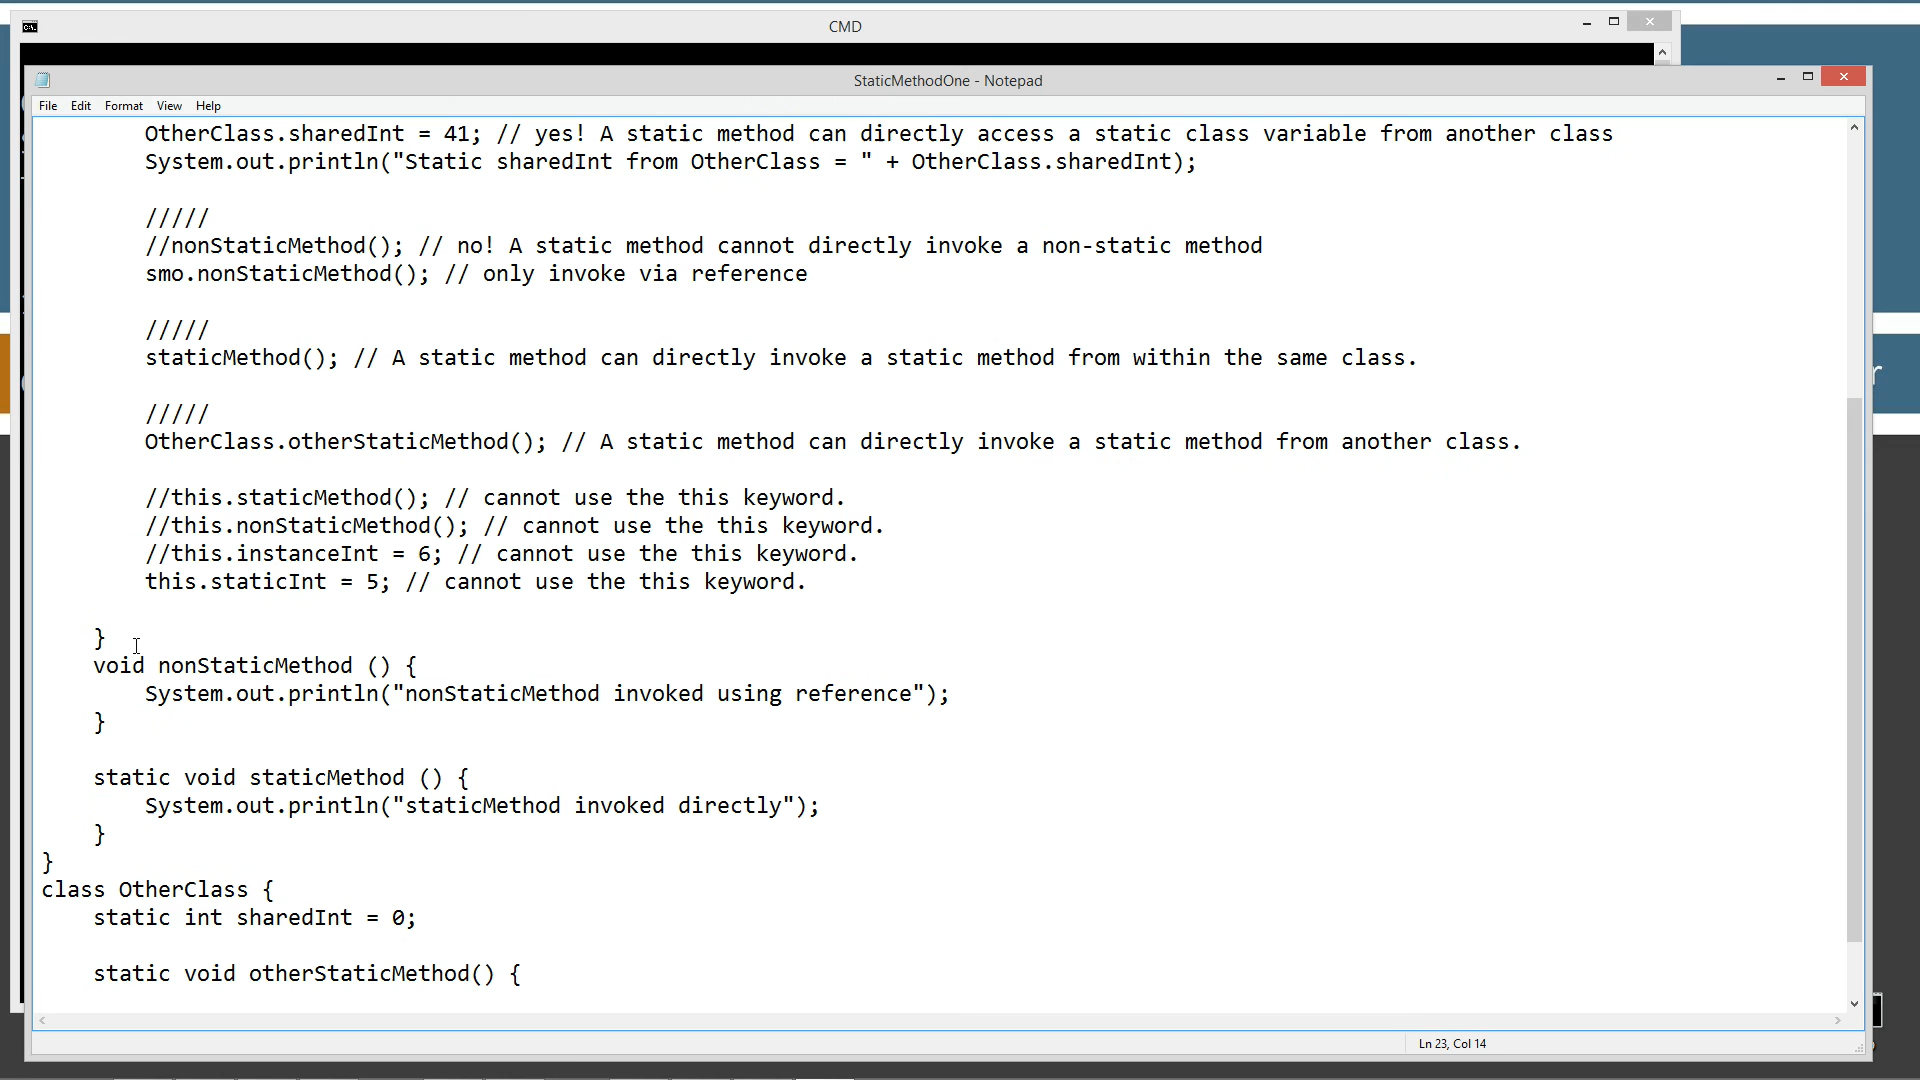 CMD
StaticMethodOne - Notepad
File Edit Format View Help
OtherClass.sharedInt = 41; // yes! A static method can directly access a static class variable from another class
System.out.println("Static sharedInt from OtherClass = " + OtherClass.sharedInt);
/////
//nonStaticMethod(); // no! A static method cannot directly invoke a non-static method
smo.nonStaticMethod(); // only invoke via reference
/////
staticMethod(); // A static method can directly invoke a static method from within the same class.
/////
OtherClass.otherStaticMethod(); // A static method can directly invoke a static method from another class.
//this.staticMethod(); // cannot use the this keyword.
//this.nonStaticMethod(); // cannot use the this keyword.
//this.instanceInt = 6; // cannot use the this keyword.
this.staticInt = 5; // cannot use the this keyword.
}
void nonStaticMethod () {
System.out.println("nonStaticMethod invoked using reference");
}
static void staticMethod () {
System.out.println("staticMethod invoked directly");
}
}
class OtherClass {
static int sharedInt = 0;
static void otherStaticMethod() {
Ln 23, Col 14